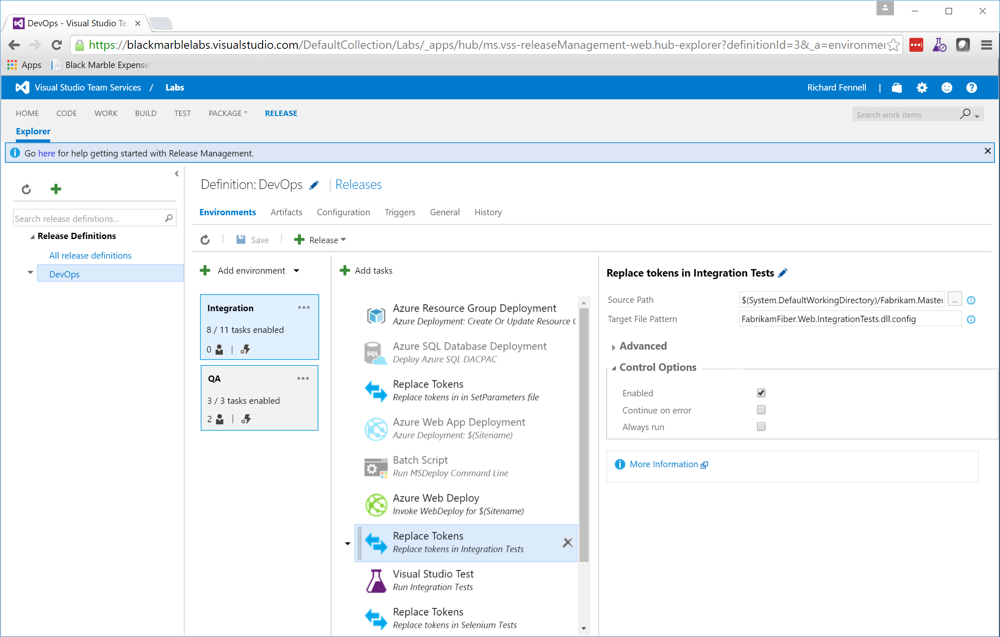 DevOps - Visual Studio Te
https://blackmarblelabs.visualstudio.com/DefaultCollection/Labs/_apps/hub/ms.vss-releaseManagement-web.hub-explorer?definitionId=3&_a=environmer
Apps Black Marble Expense
Visual Studio Team Services / Labs
Richard Fennell |
HOME CODE WORK BUILD TEST PACKAGE * RELEASE
Search work items
Explorer
Go here for help getting started with Release Management.
Definition: DevOps | Releases
Environments Artifacts Configuration Triggers General History
Search release definitions...
Release Definitions
All release definitions
DevOps
Save
Release
Add environment
Integration ...
8 / 11 tasks enabled
0 |
QA ...
3 / 3 tasks enabled
2 |
Add tasks
Azure Resource Group Deployment
Azure Deployment: Create Or Update Resource G
SQL
Azure SQL Database Deployment
Deploy Azure SQL DACPAC
Replace Tokens
Replace tokens in in SetParameters file
Azure Web App Deployment
Azure Deployment: $(Sitename)
Batch Script
Run MSDeploy Command Line
Azure Web Deploy
Invoke WebDeploy for $(Sitename)
Replace Tokens
Replace tokens in Integration Tests
Visual Studio Test
Run Integration Tests
Replace Tokens
Replace tokens in Selenium Tests
Replace tokens in Integration Tests
Source Path $(System.DefaultWorkingDirectory)/Fabrikam.Master ...
Target File Pattern FabrikamFiber.Web.IntegrationTests.dll.config
Advanced
Control Options
Enabled
Continue on error
Always run
More Information